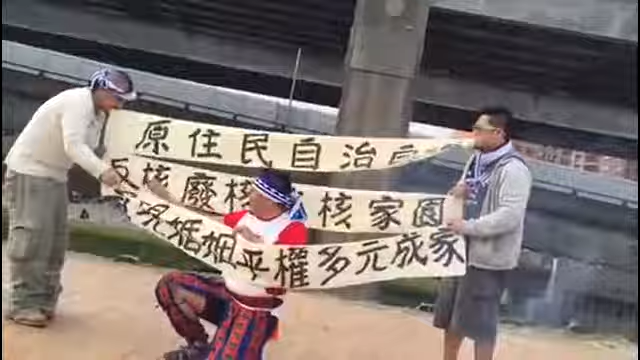 原住民自治
反核廢核 核家園
婚姻平權多元成家